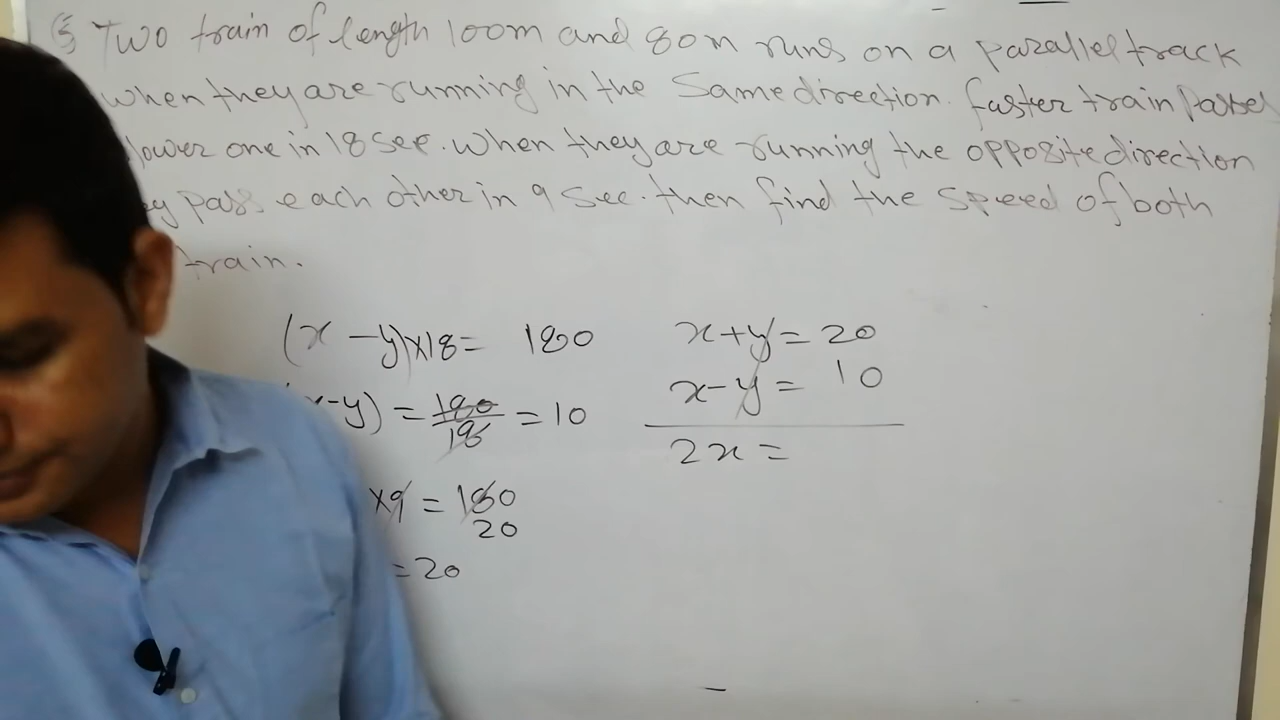 Two train of length 100m and 80m runs on a parallel track
when they are running in the same direction. faster train Passes
lower one in 18 sec. when they are running the opposite direction
ey pass each other in 9 sec. then find the speed of both
train.
(x - y)×18 = 180
x-y) = 180/18 = 10
×9 = 180
20
=20
x+y = 20
x-y = 10
2x =